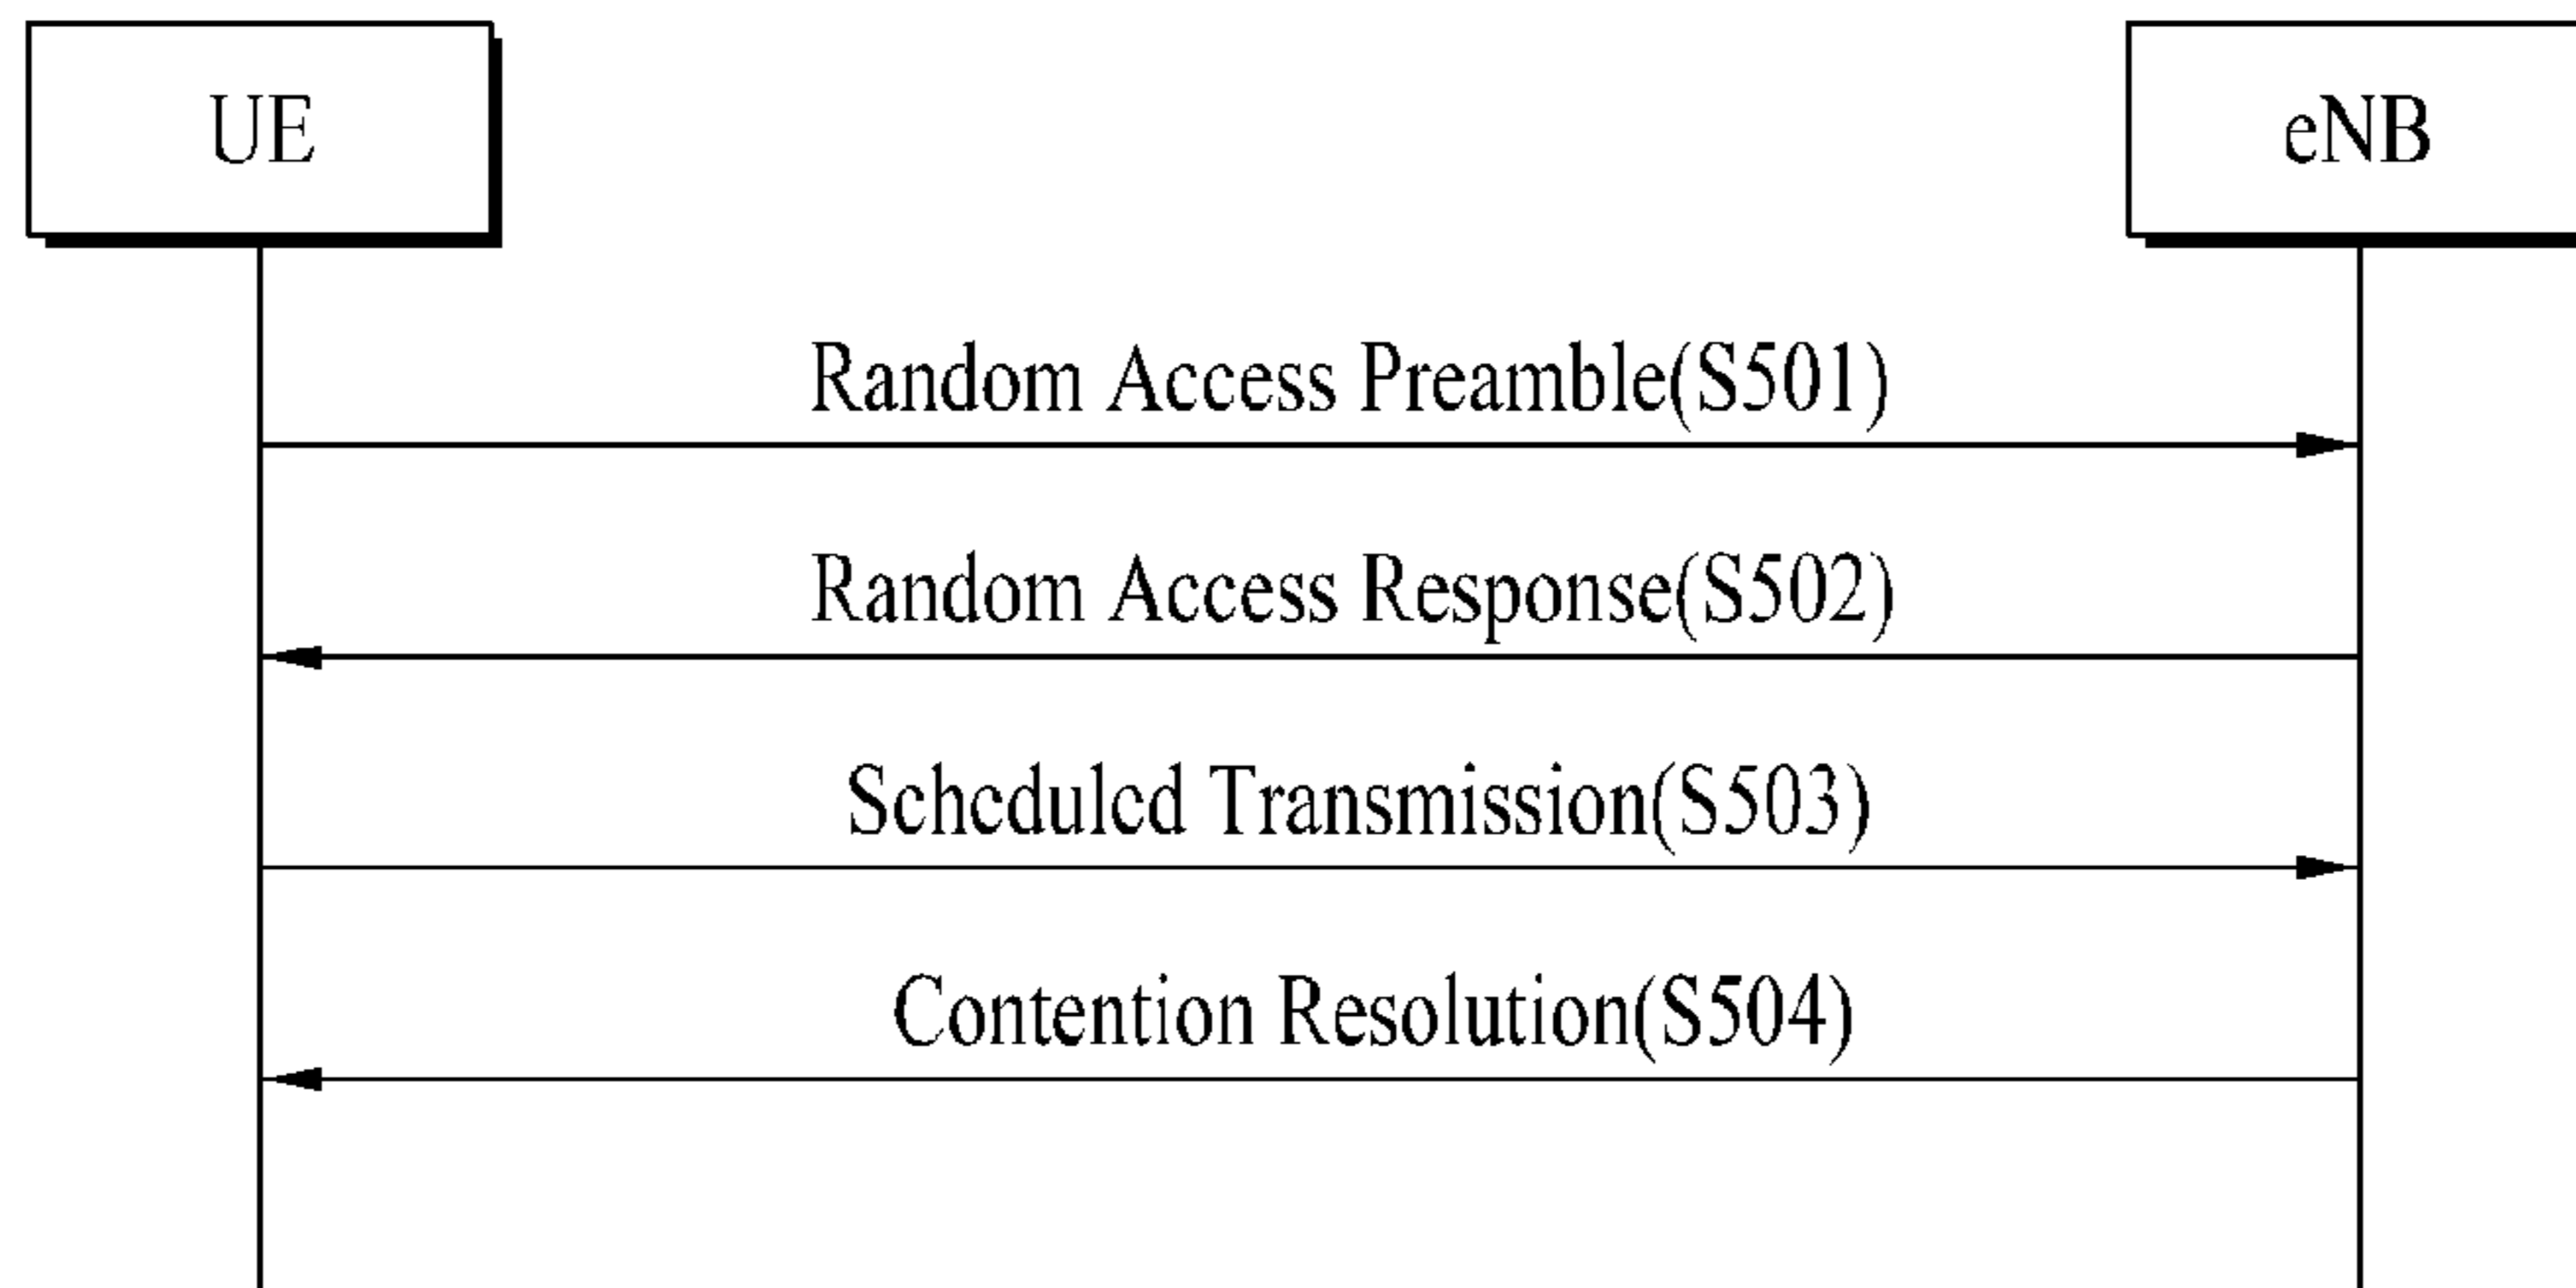 UE
eNB
Random Access Preamble(S501)
Random Access Response(S502)
Scheduled Transmission(S503)
Contention Resolution(S504)